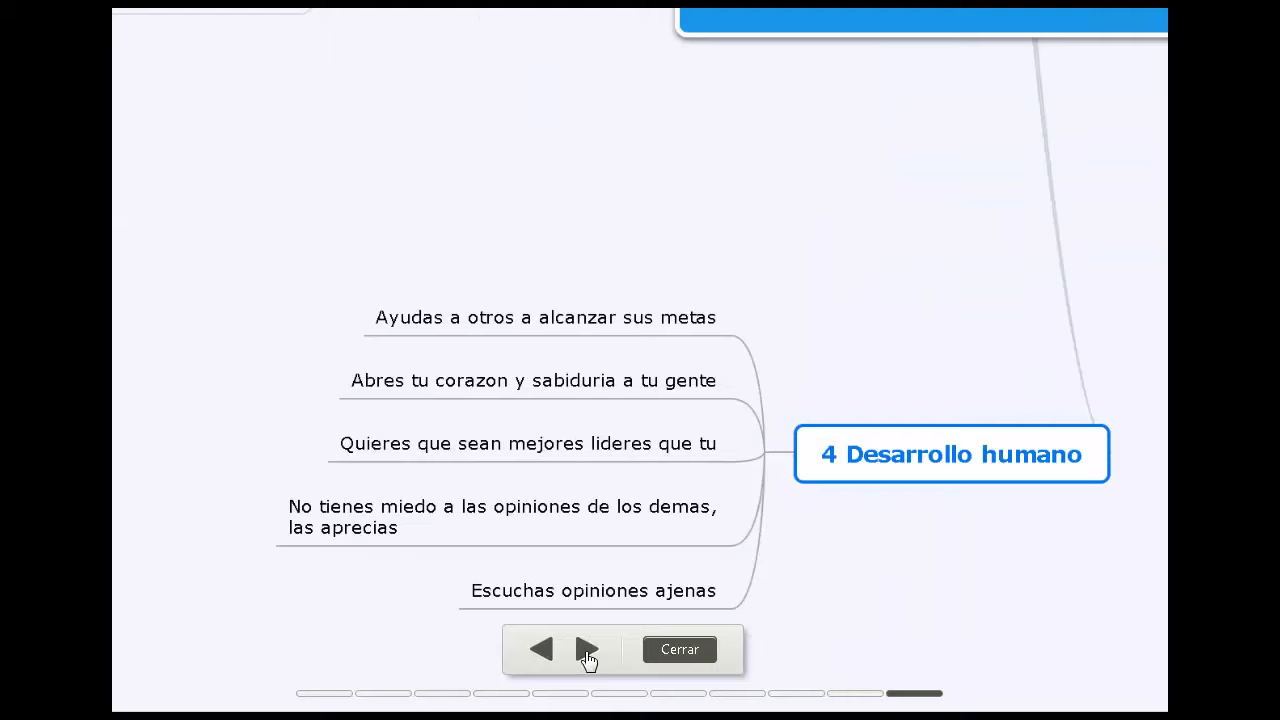 Ayudas a otros a alcanzar sus metas
Abres tu corazon y sabiduria a tu gente
Quieres que sean mejores lideres que tu
No tienes miedo a las opiniones de los demas,
las aprecias
Escuchas opiniones ajenas
4 Desarrollo humano
Cerrar